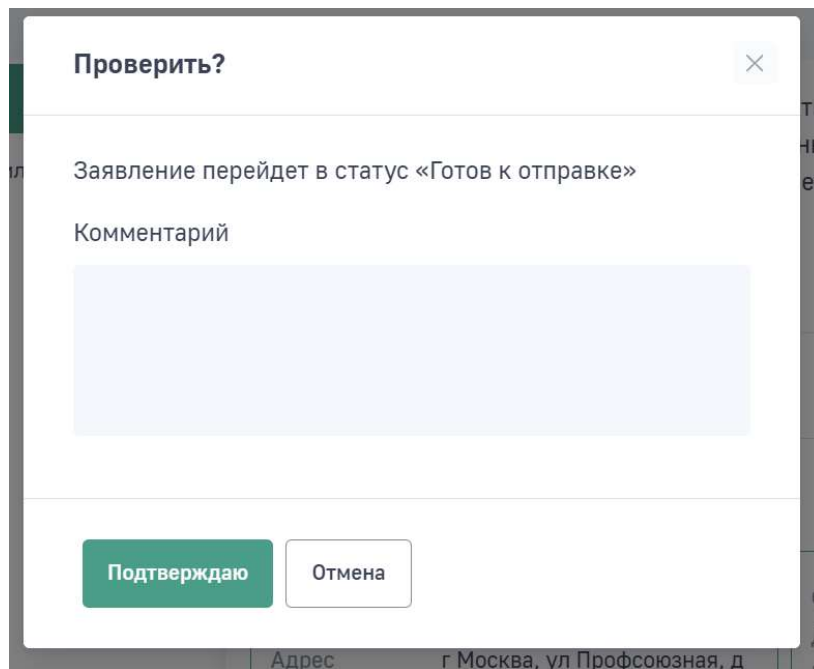 Проверить?
Заявление перейдет в статус «Готов к отправке»
Комментарий
Подтверждаю
Отмена
Адрес
г Москва, ул Профсоюзная, д